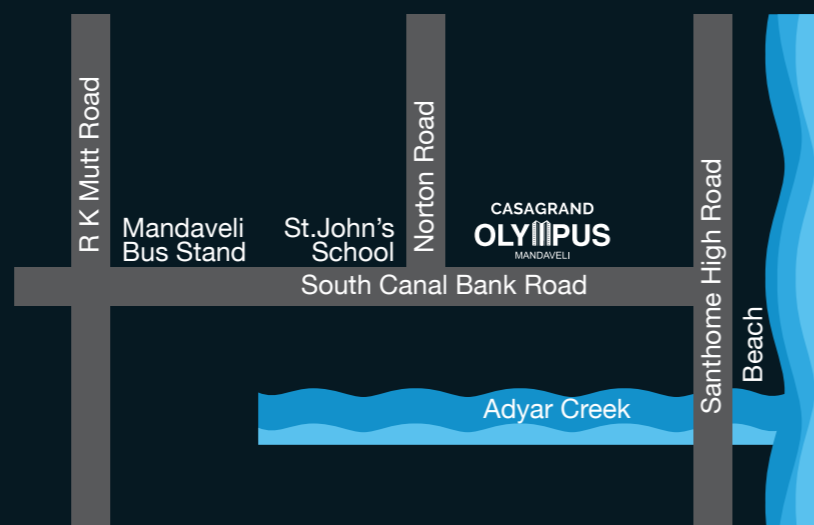 R K Mutt Road
Mandaveli
Bus Stand
St.John's
School
Norton Road
CASAGRAND
OLYMPUS
MANDAVELI
South Canal Bank Road
Santhome High Road
Beach
Adyar Creek